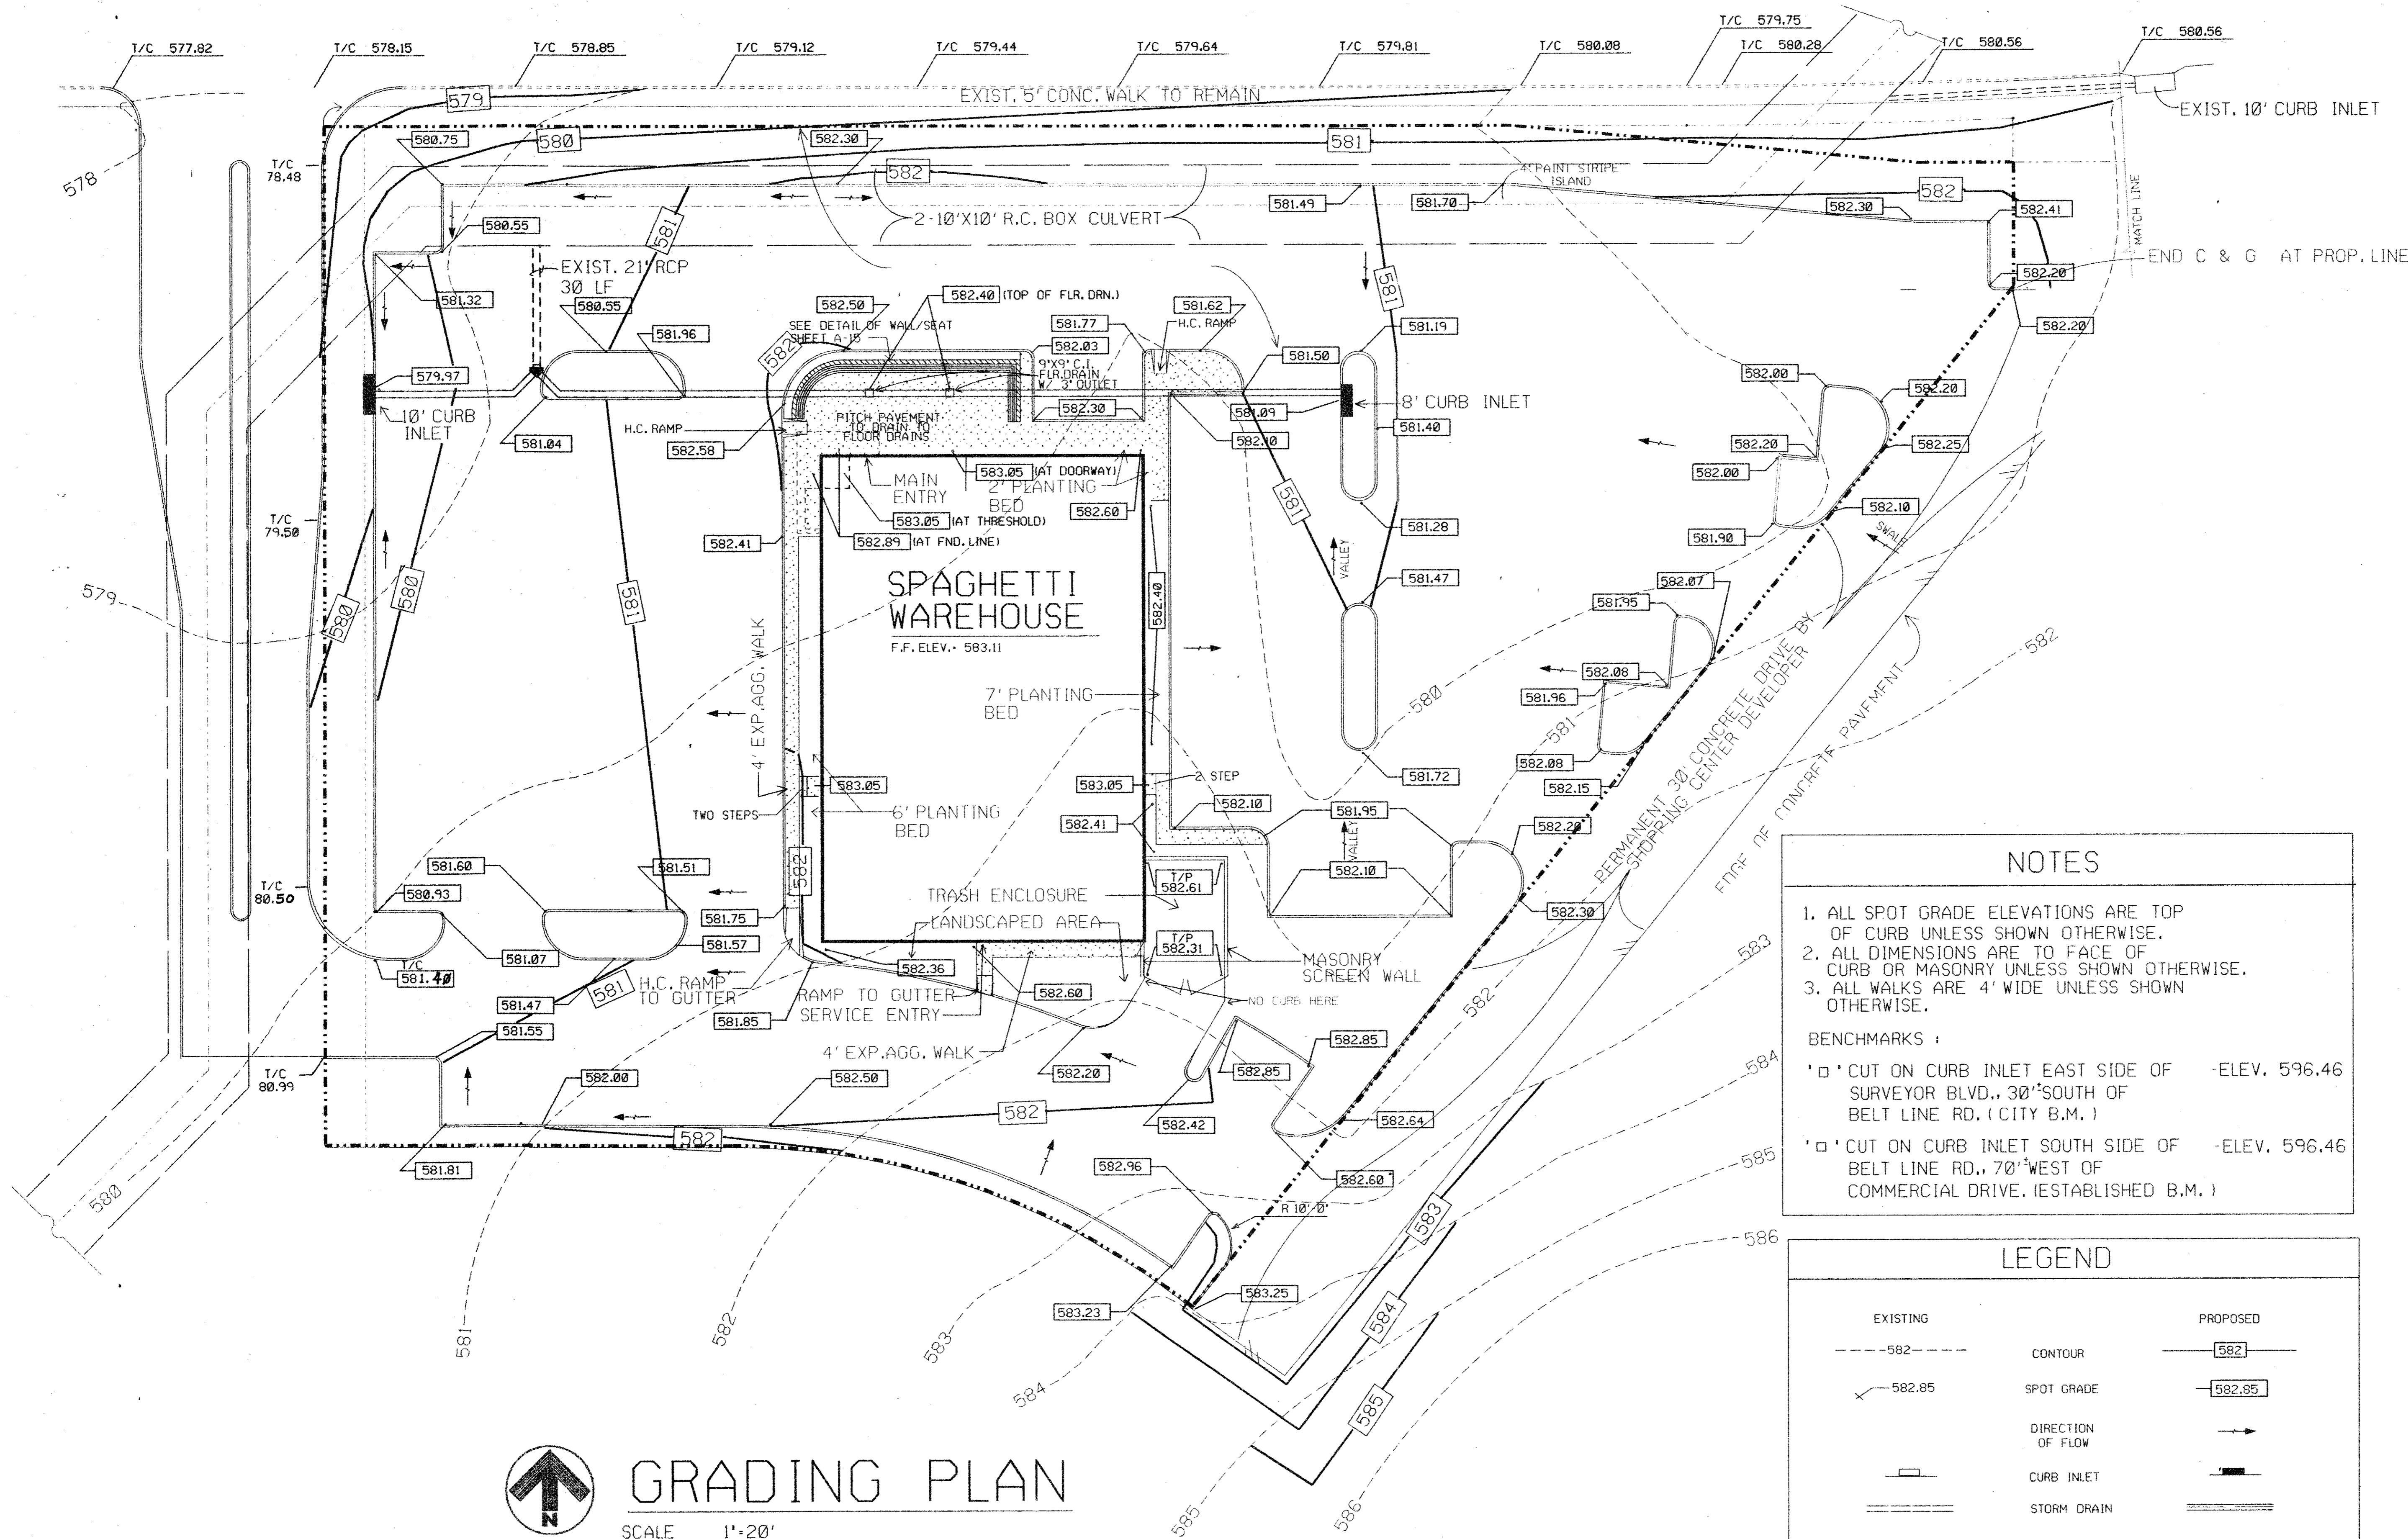 T/C 577.82
T/C 578.15
T/C 578.85
T/C 579.12
T/C 579.44
T/C 579.64
T/C 579.81
T/C 580.08
T/C 579.75
T/C 580.28
T/C 580.56
T/C 580.56
579
EXIST. 5' CONC. WALK TO REMAIN
EXIST. 10' CURB INLET
580.75
580
582.30
581
T/C
78.48
578
582
4' PAINT STRIPE
ISLAND
582
MATCH LINE
2-10'X10' R.C. BOX CULVERT
581.49
581.70
582.30
582.41
580.55
581
END C & G AT PROP. LINE
EXIST. 21" RCP
30 LF
581.32
580.55
582.50
582.40 (TOP OF FLR. DRN.)
581.62
581
582.20
582.20
581.96
SEE DETAIL OF WALL/SEAT
SHEET A-15
581.77
H.C. RAMP
581.19
582
582.03
9"X9" C.I.
FLR.DRAIN
W/ 3" OUTLET
581.50
579.97
582.00
582.20
10' CURB
INLET
582.30
581.09
8' CURB INLET
H.C. RAMP
PITCH PAVEMENT
TO DRAIN TO
FLOOR DRAINS
581.40
581.04
582.58
582.10
582.20
582.25
582.00
MAIN
ENTRY
583.05 (AT DOORWAY)
2' PLANTING
BED
581
T/C
79.50
583.05 (AT THRESHOLD)
582.60
581.28
582.10
582.41
582.89 (AT FND. LINE)
VALLEY
581.90
SWALE
579
580
580
581
SPAGHETTI
WAREHOUSE
F.F. ELEV.= 583.11
582.40
581.47
582.07
581.95
4' EXP.AGG. WALK
582
7' PLANTING
BED
580
582.08
581.96
581
PERMANENT 30' CONCRETE DRIVE BY
SHOPPING CENTER DEVELOPER
EDGE OF CONCRETE PAVEMENT
582.08
581.72
582.15
583.05
583.05
2 STEP
TWO STEPS
6' PLANTING
BED
582.10
581.95
582.41
VALLEY
582.20
581.60
581.51
582
582.10
T/C
80.50
580.93
TRASH ENCLOSURE
T/P
582.61
582.30
581.75
LANDSCAPED AREA
581.57
T/P
582.31
581.07
582.36
MASONRY
SCREEN WALL
583
T/C
581.40
581
H.C. RAMP
TO GUTTER
RAMP TO GUTTER
SERVICE ENTRY
582.60
NO CURB HERE
582
581.47
581.85
581.55
4' EXP.AGG. WALK
582.85
584
T/C
80.99
582.00
582.50
582.20
582.85
582
582
582.42
582.64
581.81
582.96
582.60
585
580
R 10'-0"
583
586
583.25
583.23
584
581
582
583
584
585
585
586
NOTES
1. ALL SPOT GRADE ELEVATIONS ARE TOP
OF CURB UNLESS SHOWN OTHERWISE.
2. ALL DIMENSIONS ARE TO FACE OF
CURB OR MASONRY UNLESS SHOWN OTHERWISE.
3. ALL WALKS ARE 4' WIDE UNLESS SHOWN
OTHERWISE.
BENCHMARKS :
'□' CUT ON CURB INLET EAST SIDE OF -ELEV. 596.46
SURVEYOR BLVD., 30'± SOUTH OF
BELT LINE RD. (CITY B.M.)
'□' CUT ON CURB INLET SOUTH SIDE OF -ELEV. 596.46
BELT LINE RD., 70'± WEST OF
COMMERCIAL DRIVE. (ESTABLISHED B.M.)
LEGEND
EXISTING PROPOSED
582 CONTOUR 582
582.85 SPOT GRADE 582.85
DIRECTION
OF FLOW
CURB INLET
STORM DRAIN
N
GRADING PLAN
SCALE 1"=20'